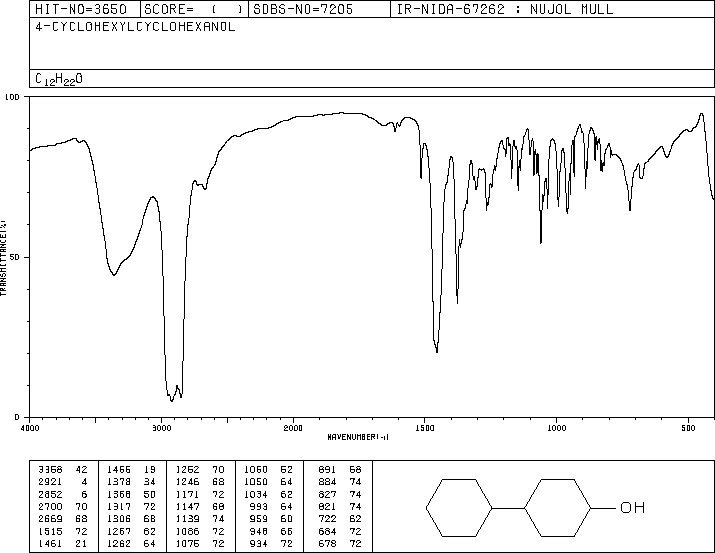 HIT-NO=3650 SCORE= ( ) SDBS-NO=7205 IR-NIDA-67262 : NUJOL MULL
4-CYCLOHEXYLCYCLOHEXANOL
C12H22O
100
50
0
TRANSMITTANCE(%)
4000 3000 2000 1500 1000 500
WAVENUMBER(-1)
3368 42 1466 19 1262 70 1060 52 891 68
2921 4 1378 34 1246 68 1050 64 884 74
2852 6 1368 50 1171 72 1034 62 827 74
2700 70 1317 72 1147 68 993 64 821 74
2669 68 1306 68 1139 74 959 60 722 62
1515 72 1267 62 1086 72 948 66 684 72
1461 21 1262 64 1075 72 934 72 678 72
OH